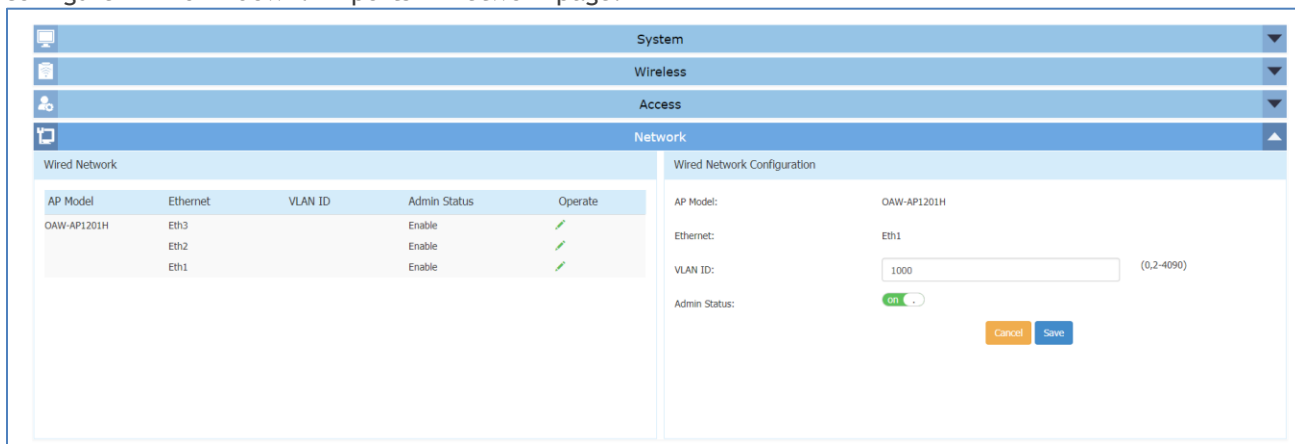 System
Wireless
Access
Network
Wired Network
AP Model Ethernet VLAN ID Admin Status Operate
OAW-AP1201H Eth3 Enable
Eth2 Enable
Eth1 Enable
Wired Network Configuration
AP Model: OAW-AP1201H
Ethernet: Eth1
VLAN ID: 1000 (0,2-4090)
Admin Status: on
Cancel Save